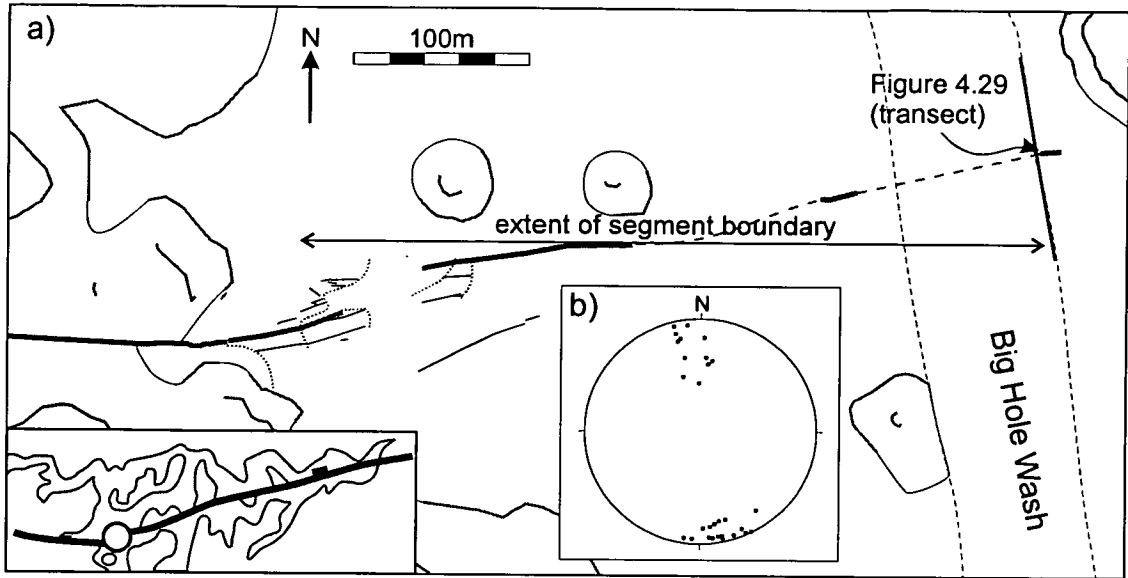 a)
N
100m
Figure 4.29
(transect)
extent of segment boundary
b)
N
Big Hole Wash